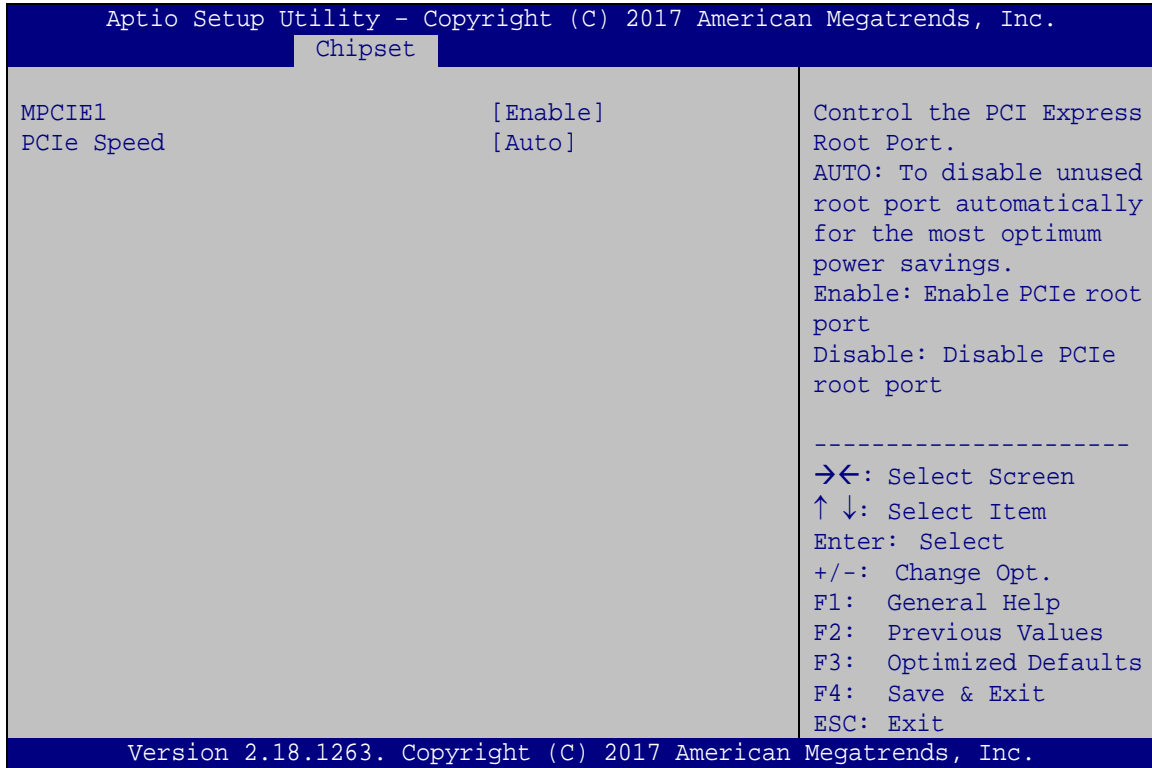 Aptio Setup Utility – Copyright (C) 2017 American Megatrends, Inc.
Chipset
MPCIE1 [Enable]
PCIe Speed [Auto]
Control the PCI Express
Root Port.
AUTO: To disable unused
root port automatically
for the most optimum
power savings.
Enable: Enable PCIe root
port
Disable: Disable PCIe
root port
----------------------
→←: Select Screen
↑ ↓: Select Item
Enter: Select
+/-: Change Opt.
F1: General Help
F2: Previous Values
F3: Optimized Defaults
F4: Save & Exit
ESC: Exit
Version 2.18.1263. Copyright (C) 2017 American Megatrends, Inc.